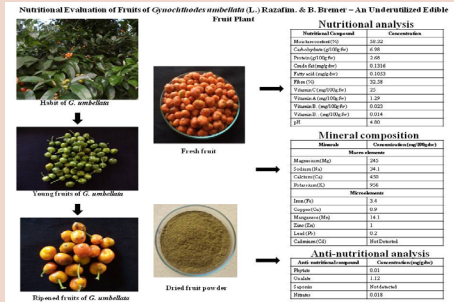 Nutritional Evaluation of Fruits of Gynochthodes umbellata (L.) Razafim. & B. Bremer – An Underutilized Edible
Fruit Plant
Habit of G. umbellata
Young fruits of G. umbellata
Ripened fruits of G. umbellata
Fresh fruit
Dried fruit powder
Nutritional analysis
Nutritional Compound Concentration
Moisture content(%)
Carbohydrate (g/100g fw) 6.98
Protein (g/100g fw) 2.68
Crude fat (mg/g dw) 0.1316
Fatty acid (mg/g dw) 0.1033
Fibre (%) 32.38
Vitamin C (mg/100g fw) 25
Vitamin A (mg/100g fw) 1.29
Vitamin (mg/100g fw) 0.023
Vitamin (mg/100g fw) 0.014
pH 4.80
Mineral composition
Minerals Concentration (mg/100g dw)
Macro elements
Magnesium (Mg) 245
Sodium (Na) 34.1
Calcium (Ca) 450
Potassium (K) 956
Microelements
Iron (Fe) 3.4
Copper (Cu) 0.9
Manganese (Mn) 14.1
Zinc (Zn) 1
Lead (Pb) 0.2
Cadmium (Cd) Not Detected
Anti-nutritional analysis
Anti nutritional compound Concentration (mg/g dw)
Phytate 0.01
Oxalate 1.12
Saponin Not detected
Nitrates 0.018